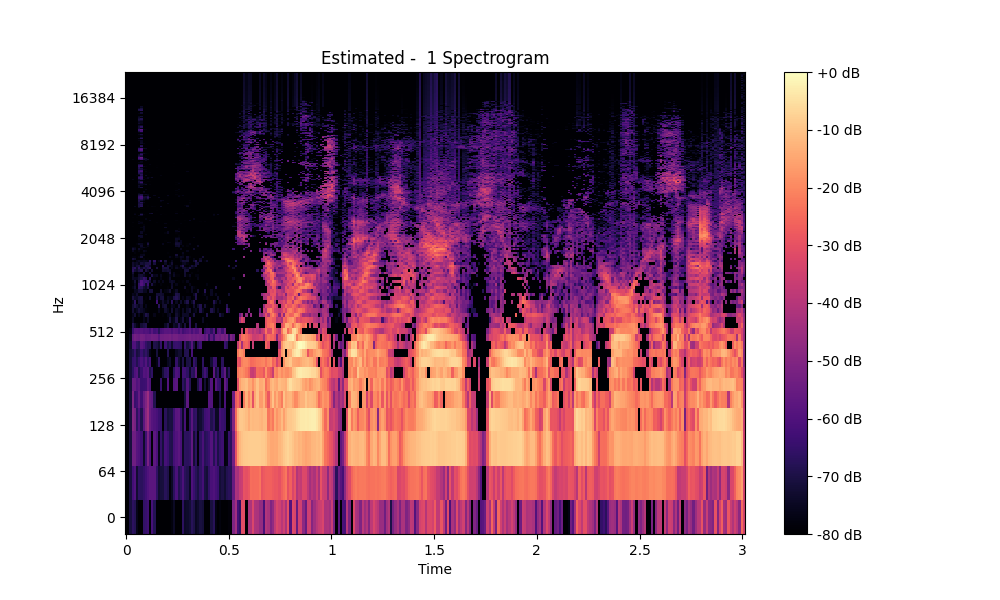 Estimated -  1 Spectrogram
Hz
16384
8192
4096
2048
1024
512
256
128
64
0
0
0.5
1
1.5
2
2.5
3
Time
+0 dB
-10 dB
-20 dB
-30 dB
-40 dB
-50 dB
-60 dB
-70 dB
-80 dB